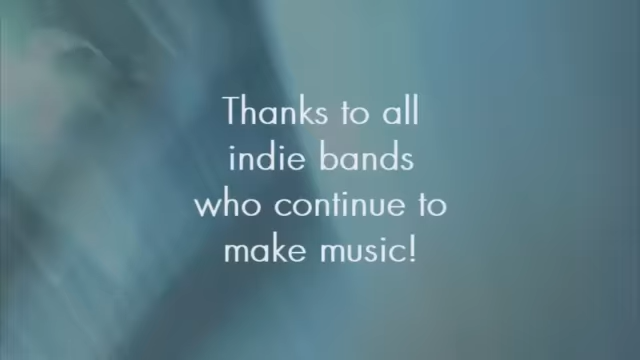 Thanks to all
indie bands
who continue to
make music!